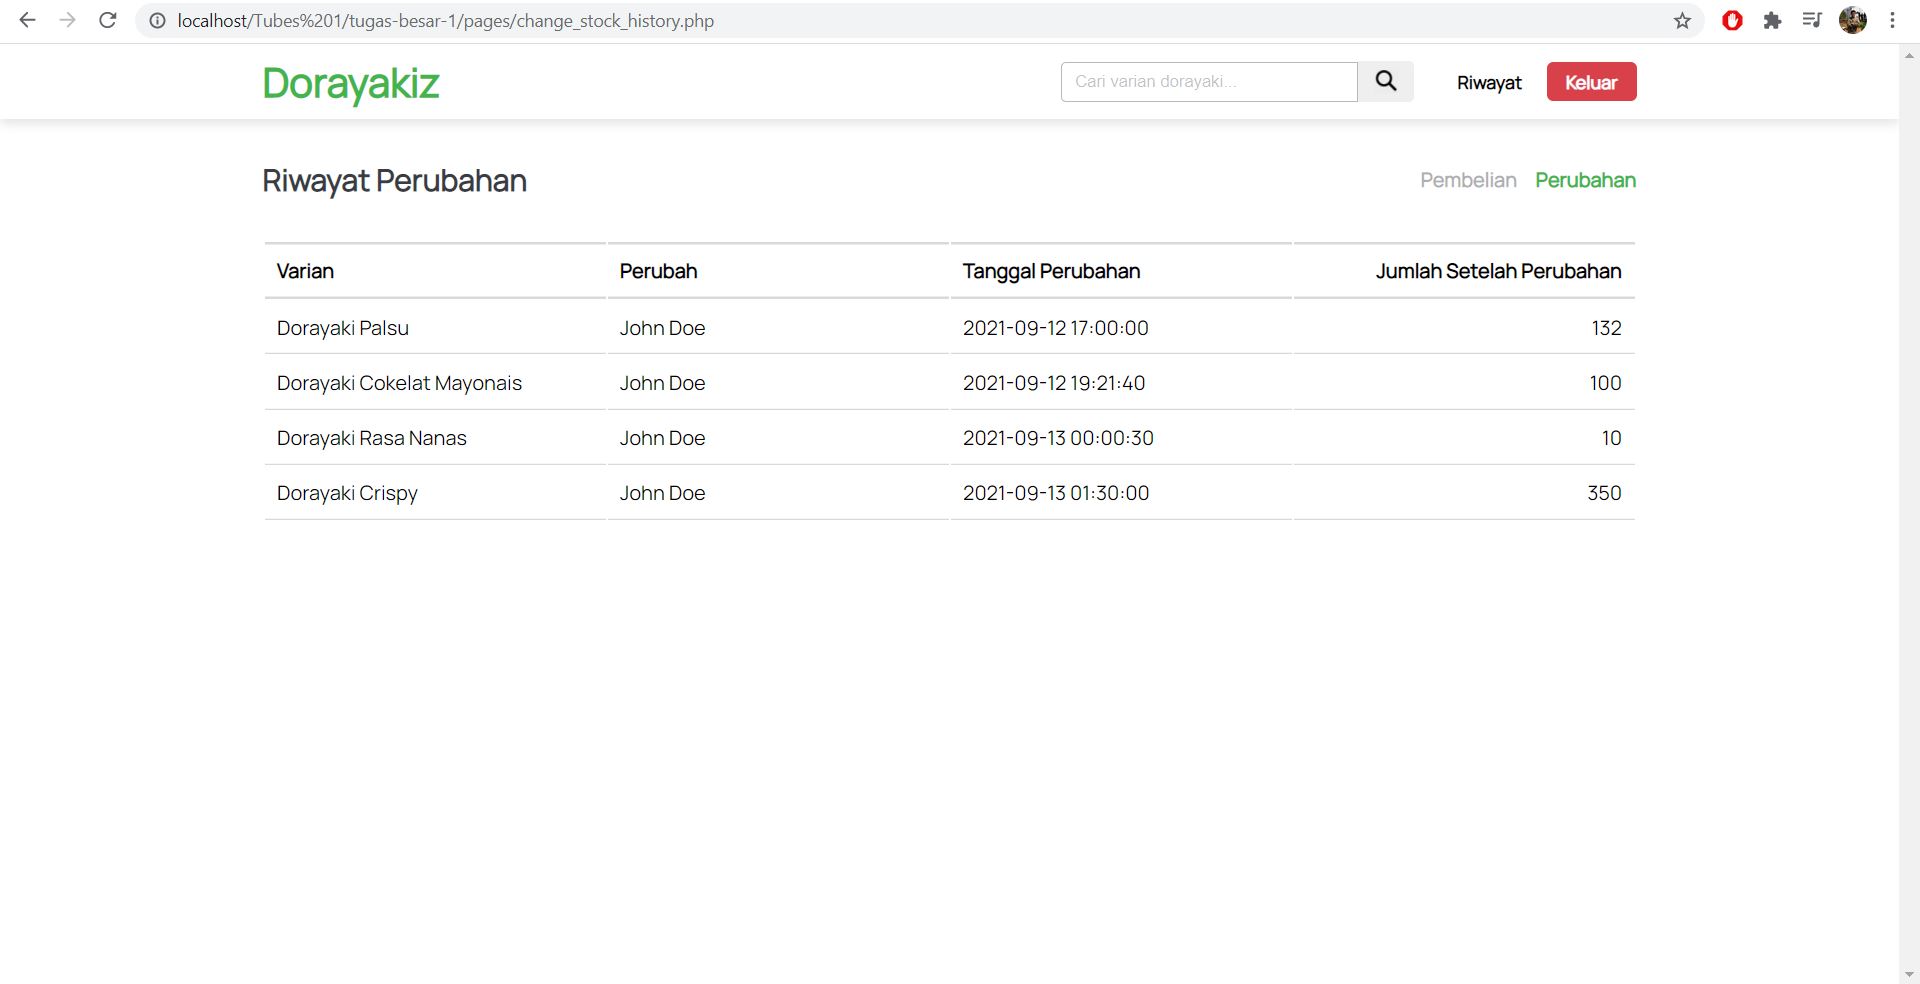 localhost/Tubes%201/tugas-besar-1/pages/change_stock_history.php
Dorayakiz Cari varian dorayaki... Riwayat Keluar
Riwayat Perubahan Pembelian Perubahan
Varian Perubah Tanggal Perubahan Jumlah Setelah Perubahan
Dorayaki Palsu John Doe 2021-09-12 17:00:00 132
Dorayaki Cokelat Mayonais John Doe 2021-09-12 19:21:40 100
Dorayaki Rasa Nanas John Doe 2021-09-13 00:00:30 10
Dorayaki Crispy John Doe 2021-09-13 01:30:00 350